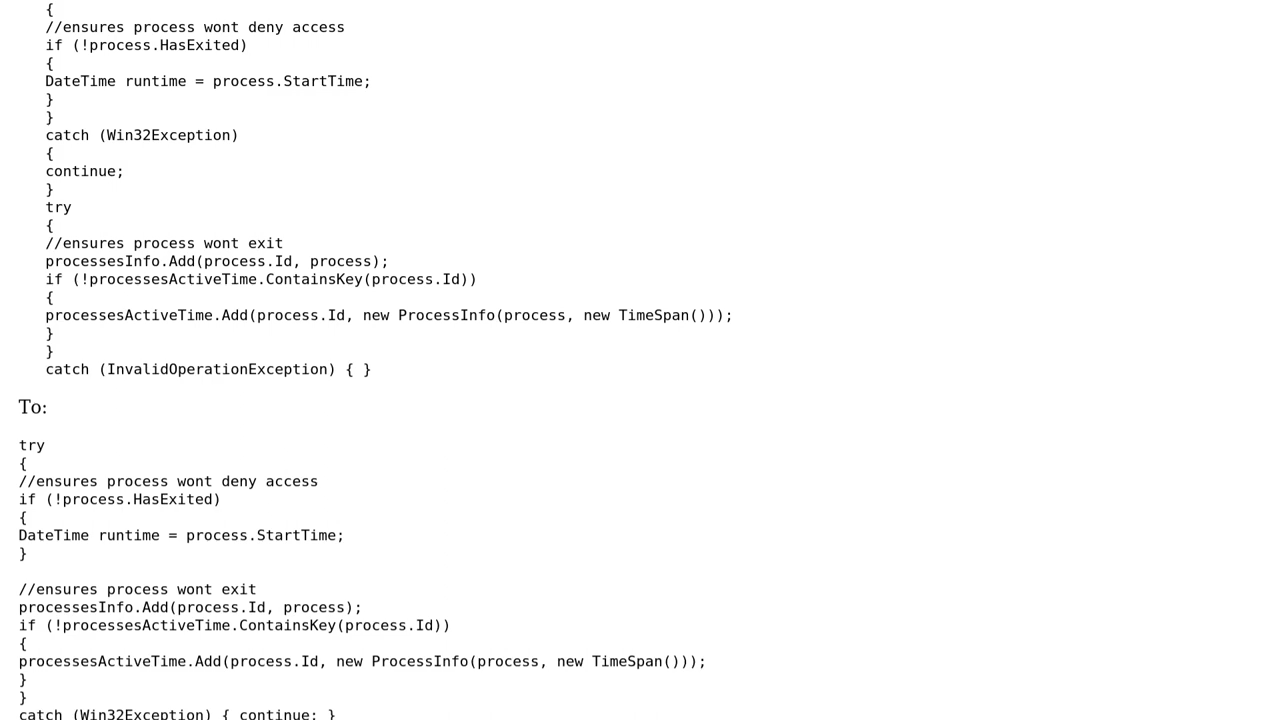 {
//ensures process wont deny access
if (!process.HasExited)
{
DateTime runtime = process.StartTime;
}
}
catch (Win32Exception)
{
continue;
}
try
{
//ensures process wont exit
processesInfo.Add(process.Id, process);
if (!processesActiveTime.ContainsKey(process.Id))
{
processesActiveTime.Add(process.Id, new ProcessInfo(process, new TimeSpan()));
}
}
catch (InvalidOperationException) { }
To:
try
{
//ensures process wont deny access
if (!process.HasExited)
{
DateTime runtime = process.StartTime;
}
//ensures process wont exit
processesInfo.Add(process.Id, process);
if (!processesActiveTime.ContainsKey(process.Id))
{
processesActiveTime.Add(process.Id, new ProcessInfo(process, new TimeSpan()));
}
}
catch (Win32Exception) { continue; }